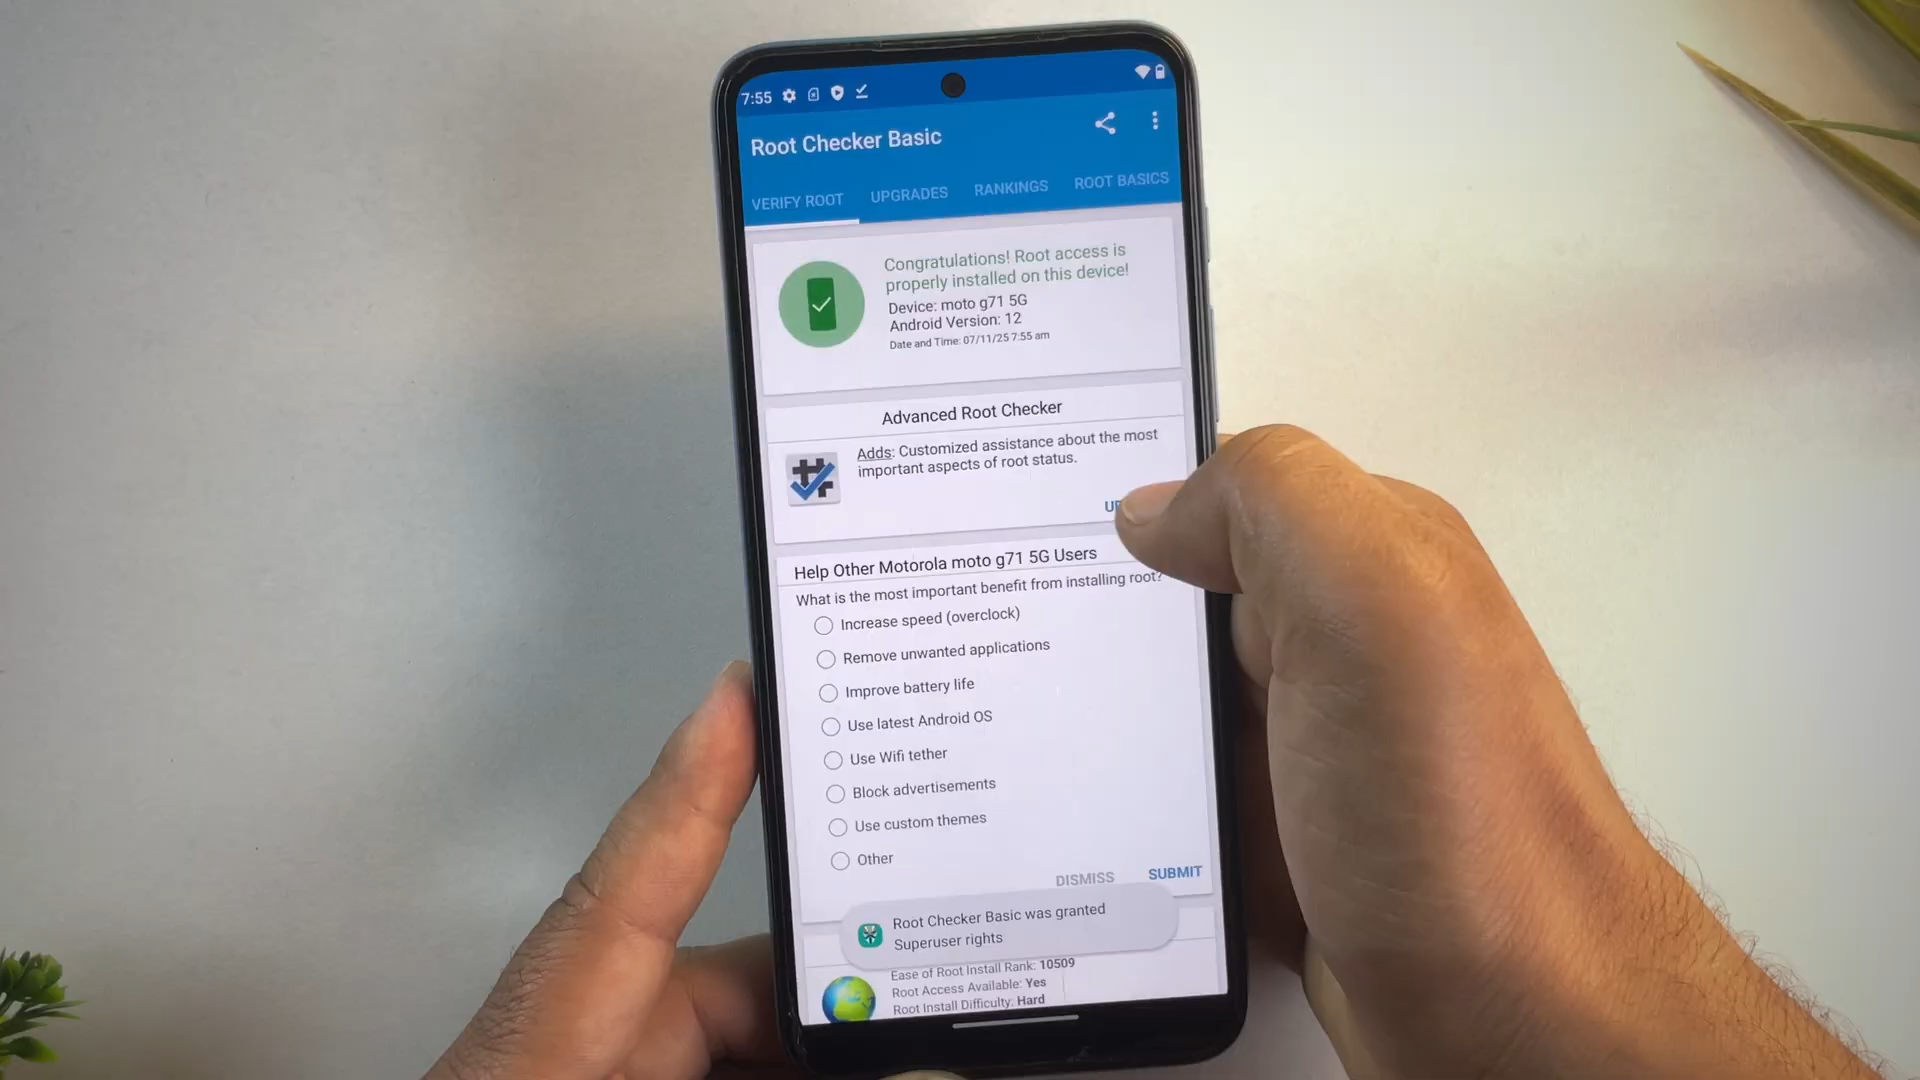 7:55
Root Checker Basic
VERIFY ROOT UPGRADES RANKINGS ROOT BASICS
Congratulations! Root access is
properly installed on this device!
Device: moto g71 5G
Android Version: 12
Date and Time: 07/11/25 7:55 am
Advanced Root Checker
Adds: Customized assistance about the most
important aspects of root status.
Help Other Motorola moto g71 5G Users
What is the most important benefit from installing root?
Increase speed (overclock)
Remove unwanted applications
Improve battery life
Use latest Android OS
Use Wifi tether
Block advertisements
Use custom themes
Other
DISMISS SUBMIT
Root Checker Basic was granted
Superuser rights
Ease of Root Install Rank: 10509
Root Access Available: Yes
Root Install Difficulty: Hard